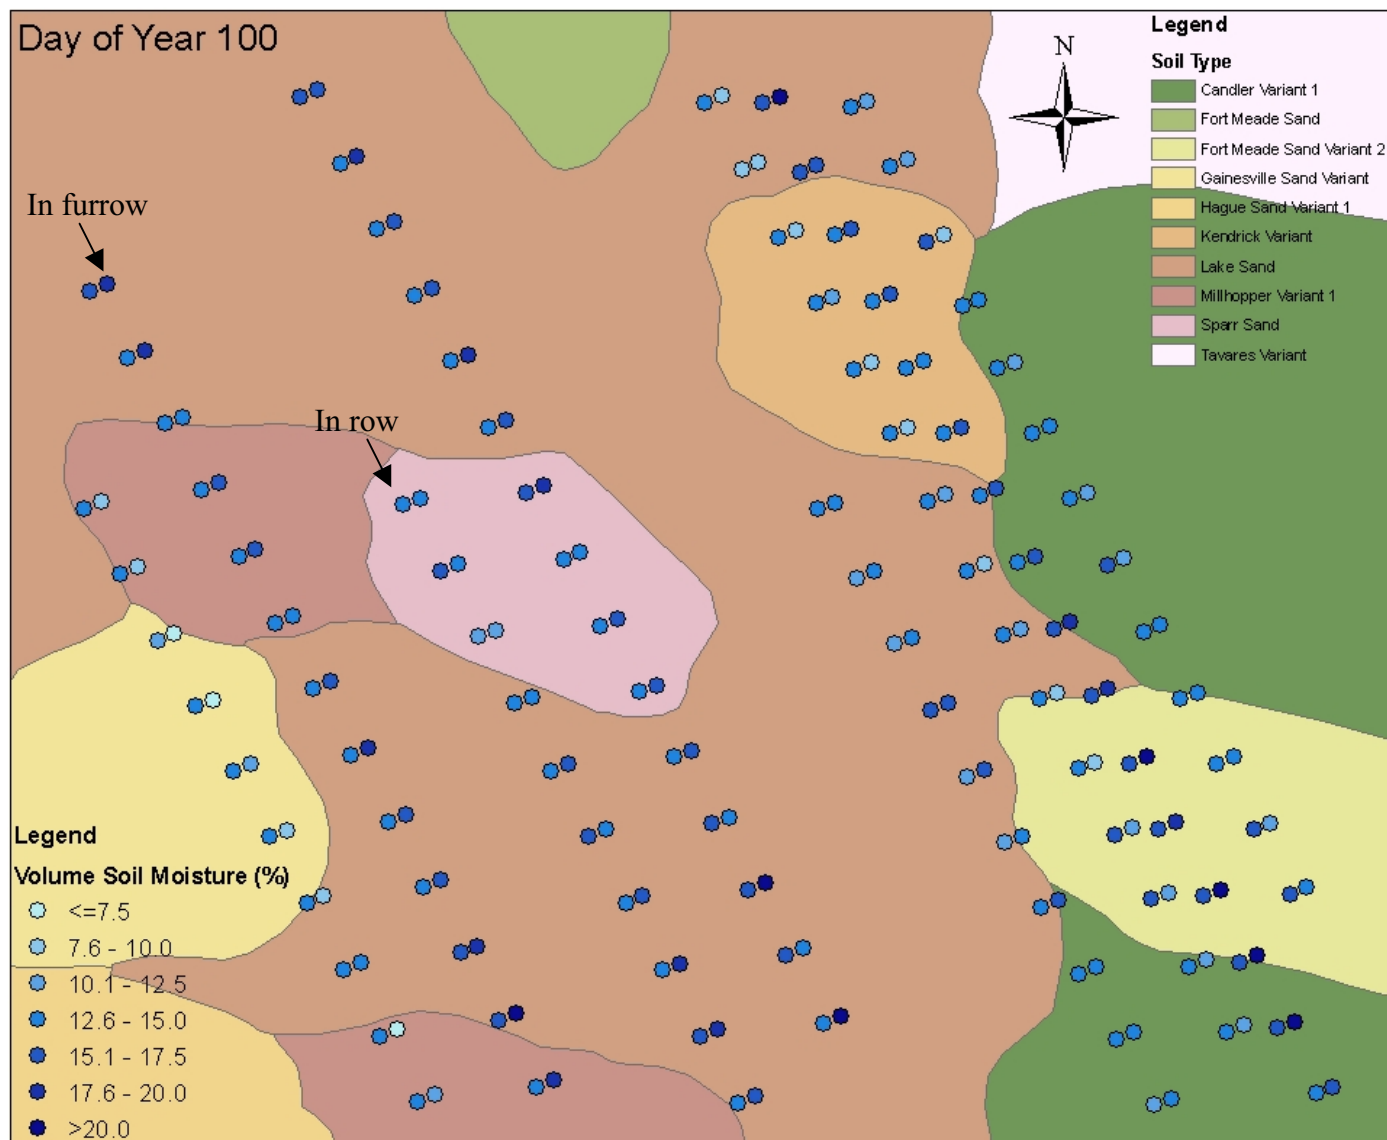 Day of Year 100
N
Legend
Soil Type
Candler Variant 1
Fort Meade Sand
Fort Meade Sand Variant 2
Gainesville Sand Variant
Hague Sand Variant 1
Kendrick Variant
Lake Sand
Millhopper Variant 1
Sparr Sand
Tavares Variant
In furrow
In row
Legend
Volume Soil Moisture (%)
<=7.5
7.6 - 10.0
10.1 - 12.5
12.6 - 15.0
15.1 - 17.5
17.6 - 20.0
>20.0